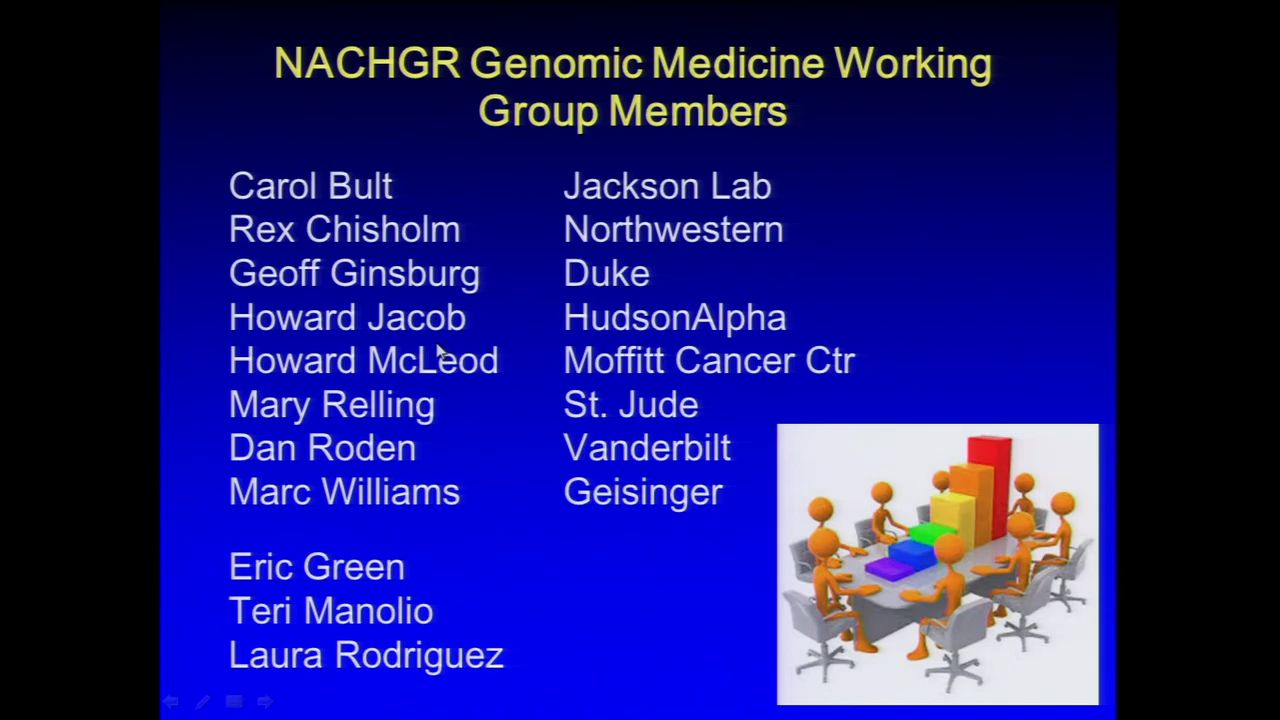 NACHGR Genomic Medicine Working
Group Members
Carol Bult Jackson Lab
Rex Chisholm Northwestern
Geoff Ginsburg Duke
Howard Jacob HudsonAlpha
Howard McLeod Moffitt Cancer Ctr
Mary Relling St. Jude
Dan Roden Vanderbilt
Marc Williams Geisinger
Eric Green
Teri Manolio
Laura Rodriguez